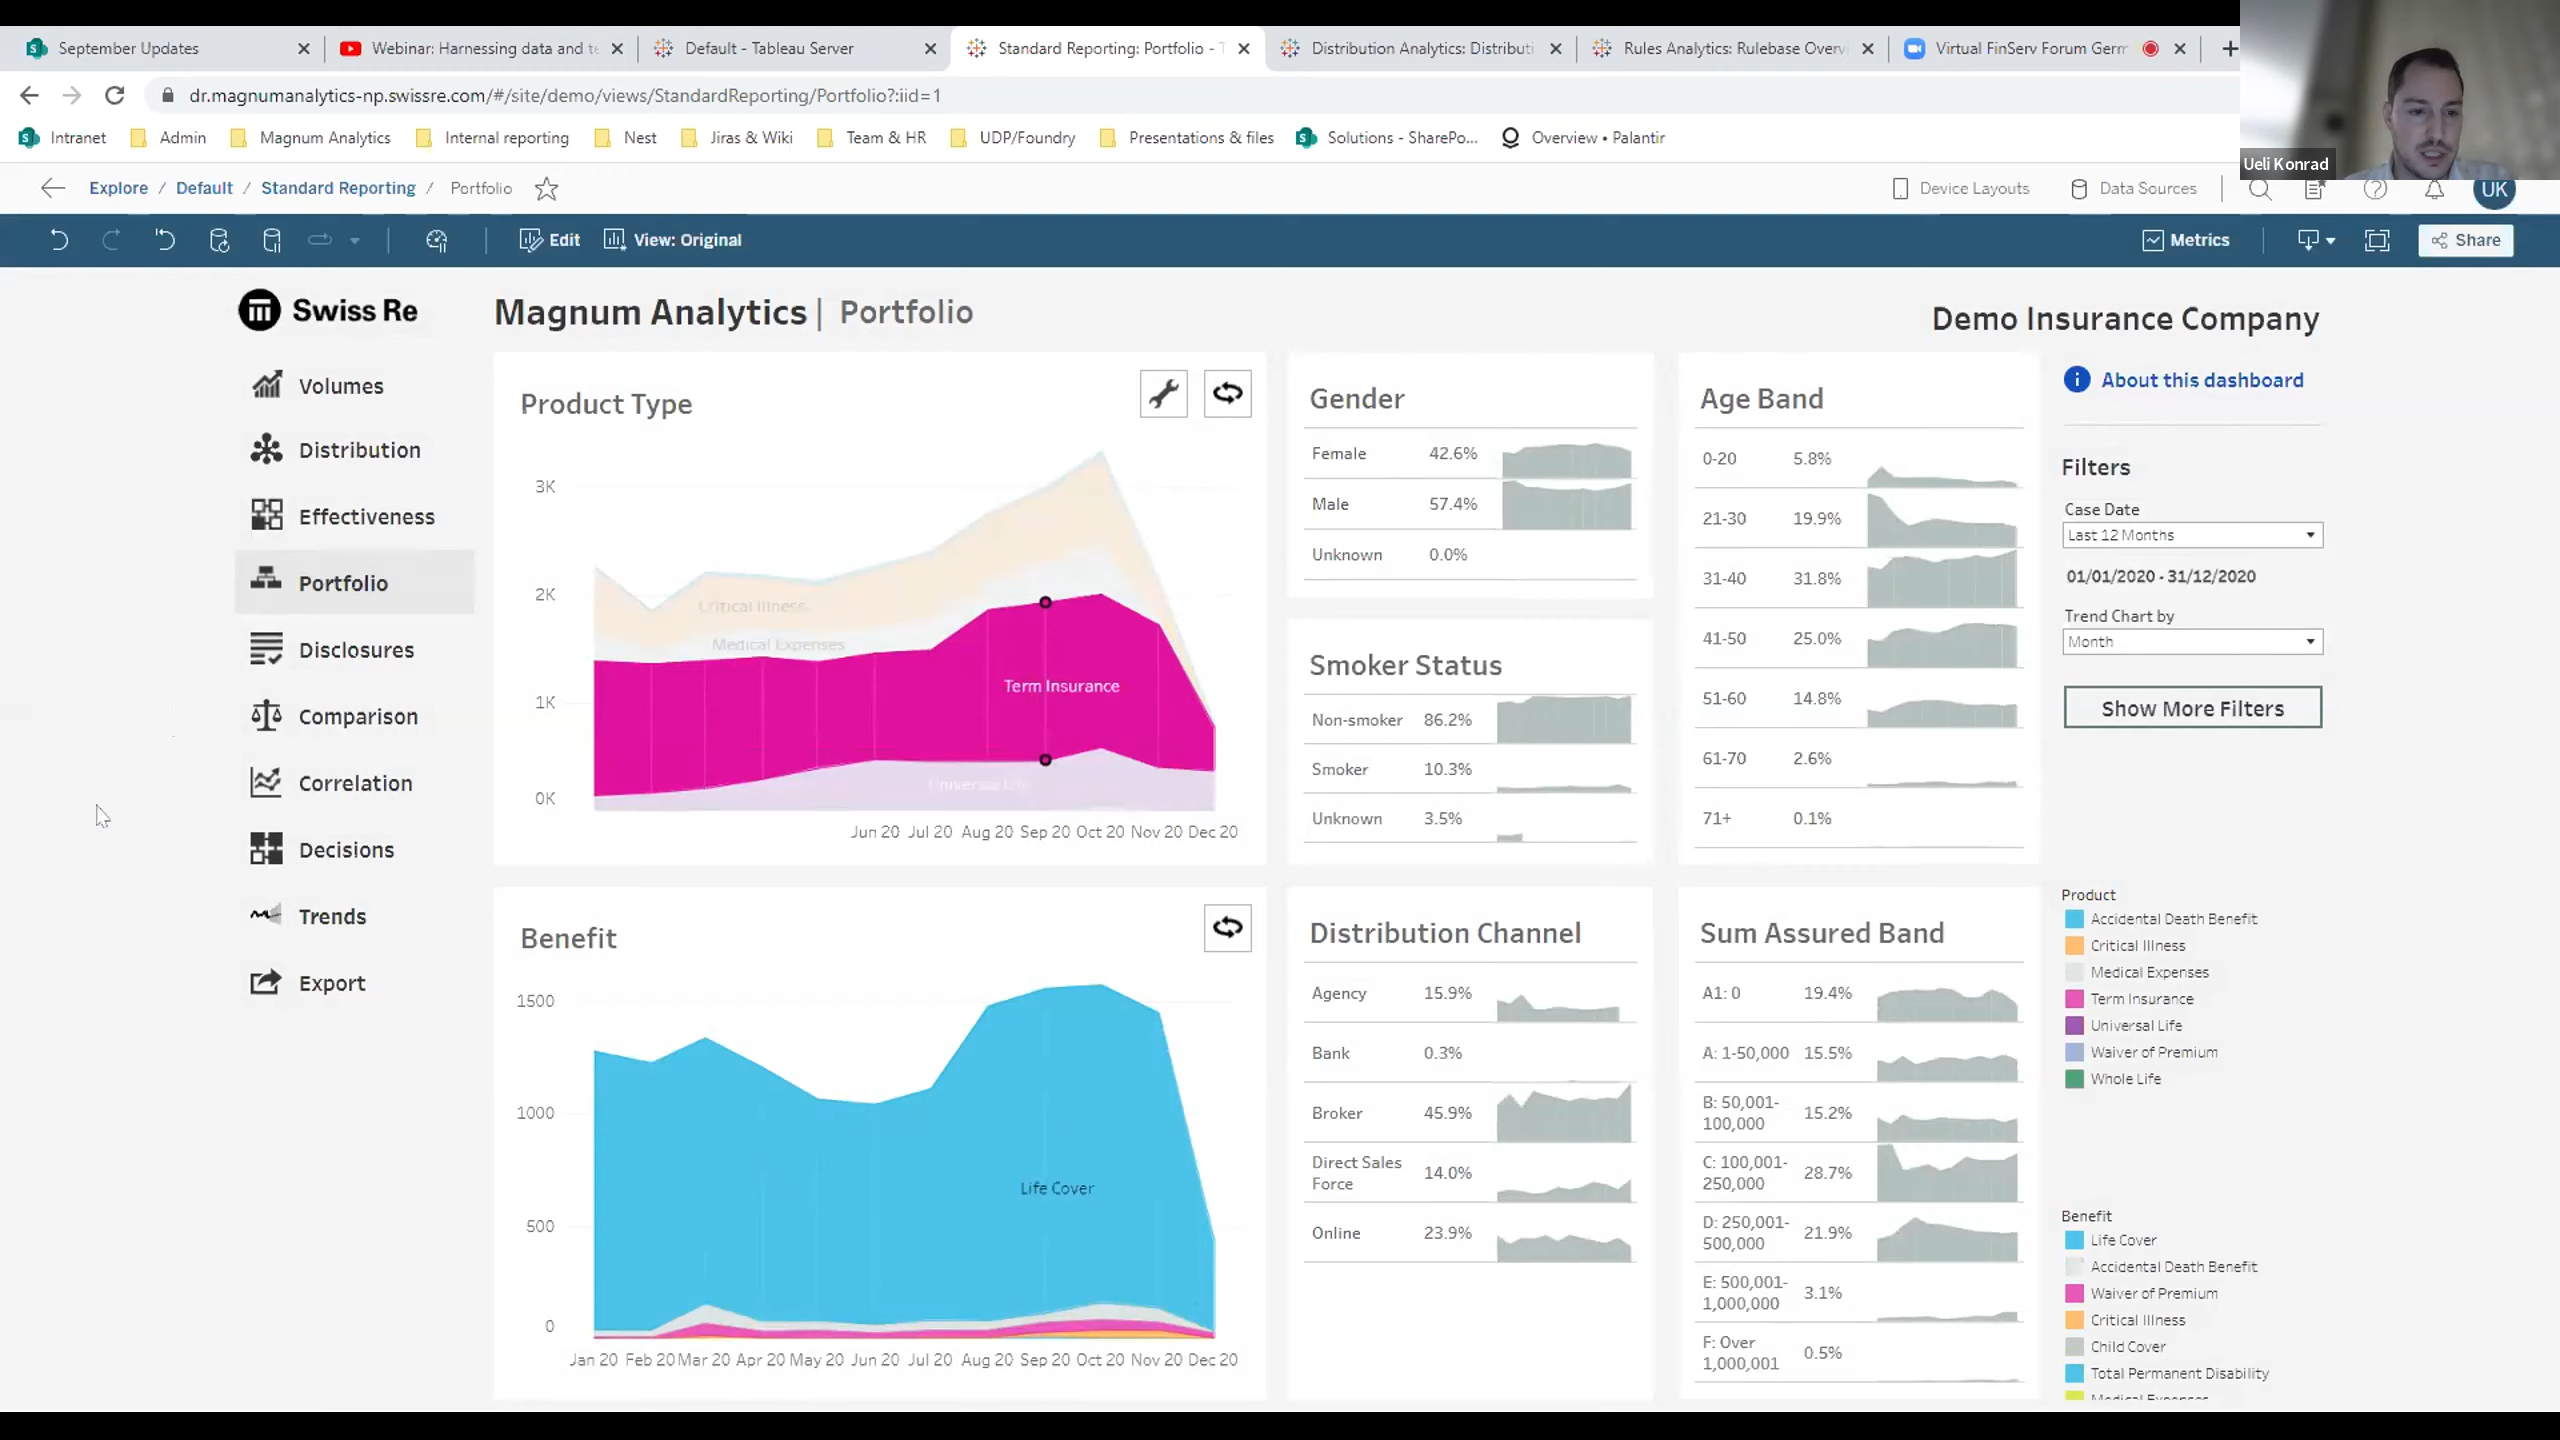 September Updates
Webinar: Harnessing data and te
Default - Tableau Server
Standard Reporting: Portfolio - T
Distribution Analytics: Distributi
Rules Analytics: Rulebase Overvi
Virtual FinServ Forum Germ
dr.magnumanalytics-np.swissre.com/#/site/demo/views/StandardReporting/Portfolio?:iid=1
Intranet
Admin
Magnum Analytics
Internal reporting
Nest
Jiras & Wiki
Team & HR
UDP/Foundry
Presentations & files
Solutions - SharePo...
Overview • Palantir
Ueli Konrad
Explore / Default / Standard Reporting / Portfolio
Device Layouts
Data Sources
UK
Edit
View: Original
Metrics
Share
Swiss Re
Magnum Analytics | Portfolio
Demo Insurance Company
Volumes
Distribution
Effectiveness
Portfolio
Disclosures
Comparison
Correlation
Decisions
Trends
Export
Product Type
3K
2K
1K
0K
Critical Illness
Medical Expenses
Term Insurance
Universal Life
Jun 20 Jul 20 Aug 20 Sep 20 Oct 20 Nov 20 Dec 20
Gender
Female 42.6%
Male 57.4%
Unknown 0.0%
Smoker Status
Non-smoker 86.2%
Smoker 10.3%
Unknown 3.5%
Age Band
0-20 5.8%
21-30 19.9%
31-40 31.8%
41-50 25.0%
51-60 14.8%
61-70 2.6%
71+ 0.1%
About this dashboard
Filters
Case Date
Last 12 Months
01/01/2020 - 31/12/2020
Trend Chart by
Month
Show More Filters
Benefit
1500
1000
500
0
Life Cover
Jan 20 Feb 20 Mar 20 Apr 20 May 20 Jun 20 Jul 20 Aug 20 Sep 20 Oct 20 Nov 20 Dec 20
Distribution Channel
Agency 15.9%
Bank 0.3%
Broker 45.9%
Direct Sales
Force 14.0%
Online 23.9%
Sum Assured Band
A1: 0 19.4%
A: 1-50,000 15.5%
B: 50,001-
100,000 15.2%
C: 100,001-
250,000 28.7%
D: 250,001-
500,000 21.9%
E: 500,001-
1,000,000 3.1%
F: Over
1,000,001 0.5%
Product
Accidental Death Benefit
Critical Illness
Medical Expenses
Term Insurance
Universal Life
Waiver of Premium
Whole Life
Benefit
Life Cover
Accidental Death Benefit
Waiver of Premium
Critical Illness
Child Cover
Total Permanent Disability
Medical Expenses